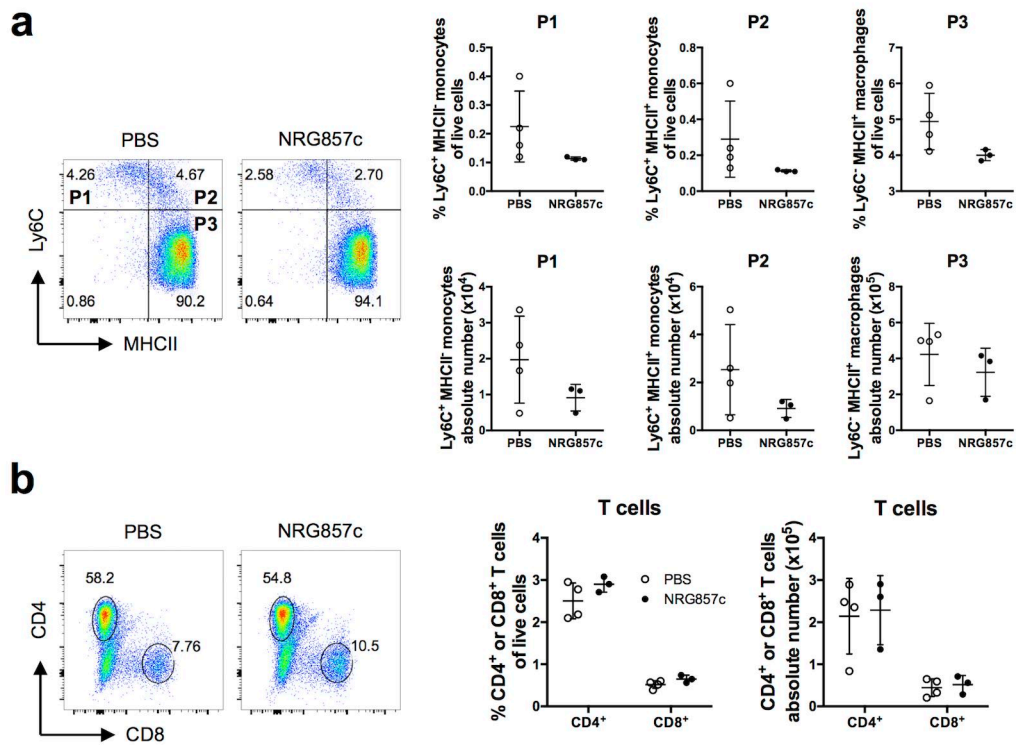 a
PBS
NRG857c
4.26
4.67
P1
P2
P3
0.86
90.2
2.58
2.70
0.64
94.1
Ly6C
MHCII
P1
% Ly6C⁺ MHCII⁻ monocytes
of live cells
0.5
0.4
0.3
0.2
0.1
0.0
PBS
NRG857c
P2
% Ly6C⁺ MHCII⁺ monocytes
of live cells
0.8
0.6
0.4
0.2
0.0
PBS
NRG857c
P3
% Ly6C⁻ MHCII⁺ macrophages
of live cells
7
6
5
4
3
PBS
NRG857c
P1
Ly6C⁺ MHCII⁻ monocytes
absolute number (x10⁴)
4
3
2
1
0
PBS
NRG857c
P2
Ly6C⁺ MHCII⁺ monocytes
absolute number (x10⁴)
6
4
2
0
PBS
NRG857c
P3
Ly6C⁻ MHCII⁺ macrophages
absolute number (x10⁵)
8
6
4
2
0
PBS
NRG857c
b
PBS
NRG857c
58.2
7.76
54.8
10.5
CD4
CD8
T cells
% CD4⁺ or CD8⁺ T cells
of live cells
4
3
2
1
0
CD4⁺
CD8⁺
PBS
NRG857c
T cells
CD4⁺ or CD8⁺ T cells
absolute number (x10⁵)
4
3
2
1
0
CD4⁺
CD8⁺